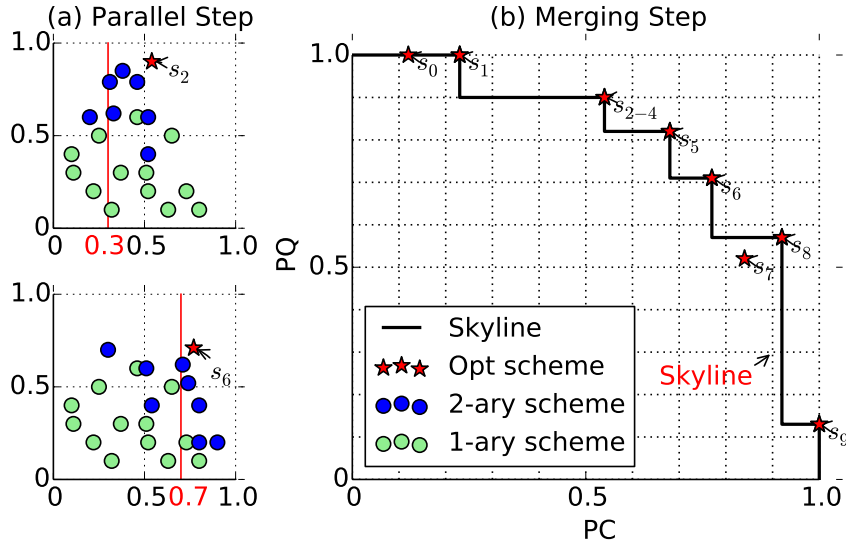 (a) Parallel Step
1.0
0.5
0
0
0.3
0.5
1.0
s2
1.0
0.5
0
0
0.5
0.7
1.0
s6
(b) Merging Step
1.0
0.5
0
PQ
0
0.5
1.0
PC
s0
s1
s2−4
s5
s6
s7
s8
s9
Skyline
Skyline
Opt scheme
2-ary scheme
1-ary scheme